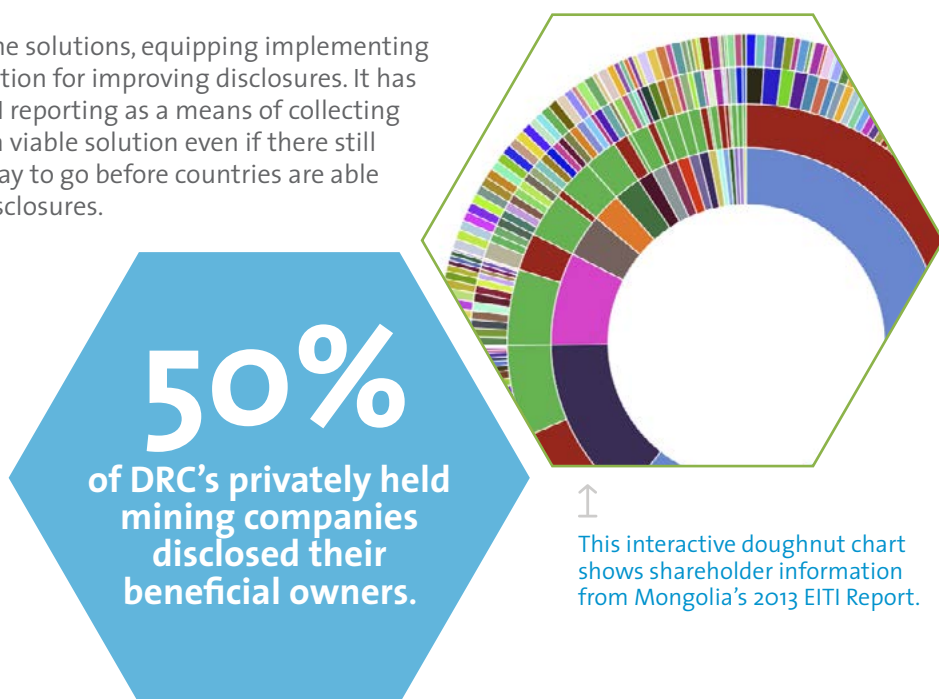 ne solutions, equipping implementing
tion for improving disclosures. It has
I reporting as a means of collecting
viable solution even if there still
ay to go before countries are able
sclosures.
50%
of DRC’s privately held
mining companies
disclosed their
beneficial owners.
This interactive doughnut chart
shows shareholder information
from Mongolia’s 2013 EITI Report.